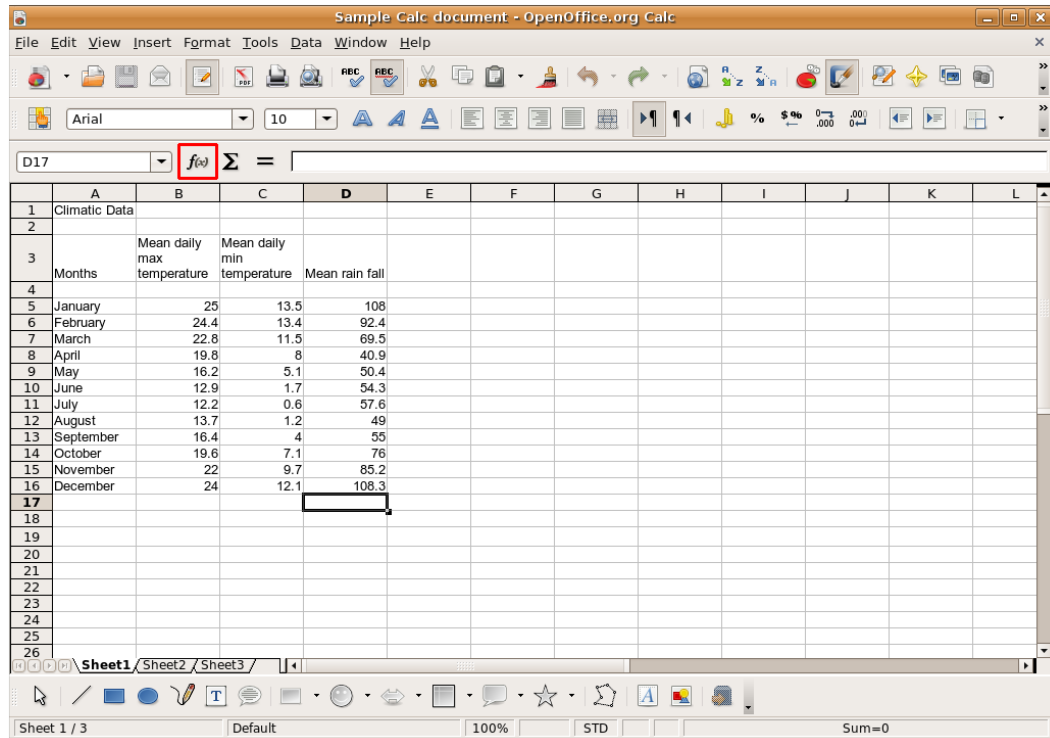 Sample Calc document - OpenOffice.org Calc
File Edit View Insert Format Tools Data Window Help
Arial 10
D17 f(x) Σ =
A B C D E F G H I J K L
1 Climatic Data
2
3 Months Mean daily max temperature Mean daily min temperature Mean rain fall
4
5 January 25 13.5 108
6 February 24.4 13.4 92.4
7 March 22.8 11.5 69.5
8 April 19.8 8 40.9
9 May 16.2 5.1 50.4
10 June 12.9 1.7 54.3
11 July 12.2 0.6 57.6
12 August 13.7 1.2 49
13 September 16.4 4 55
14 October 19.6 7.1 76
15 November 22 9.7 85.2
16 December 24 12.1 108.3
17
18
19
20
21
22
23
24
25
26
Sheet1 Sheet2 Sheet3
Sheet 1 / 3 Default 100% STD Sum=0